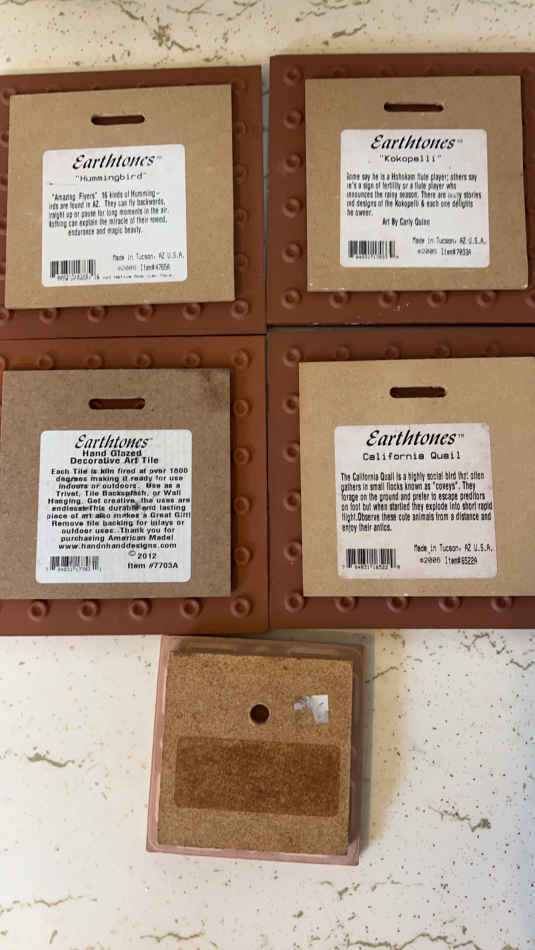 Earthtones™
"Hummingbird"
"Amazing Flyers" 16 kinds of Humming-
irds are found in AZ. They can fly backwards,
raight up or pause for long moments in the air.
Nothing can explain the miracle of their speed,
endurance and magic beauty.
Made in Tucson, AZ U.S.A.
©2005 Item#4765A
Earthtones™
"Kokopelli"
Some say he is a Hohokam flute player; others say
he's a sign of fertility or a flute player who
announces the rainy season. There are many stories
and designs of the Kokopelli & each one delights
he owner.
Art By Carly Quinn
Made in Tucson, AZ U.S.A.
©2005 Item#7033A
Earthtones™
Hand Glazed
Decorative Art Tile
Each Tile is kiln fired at over 1800
degrees making it ready for use
indoors or outdoors. Use as a
Trivet, Tile Backsplash, or Wall
Hanging. Get creative, the uses are
endless! This durable and lasting
piece of art also makes a Great Gift!
Remove tile backing for inlays or
outdoor uses. Thank you for
purchasing American Made!
www.handnhanddesigns.com
©2012
Item #7703A
Earthtones™
California Quail
The California Quail is a highly social bird that often
gathers in small flocks known as "coveys". They
forage on the ground and prefer to escape preditors
on foot but when startled they explode into short rapid
flight.Observe these cute animals from a distance and
enjoy their antics.
Made in Tucson, AZ U.S.A.
©2005 Item#6522A